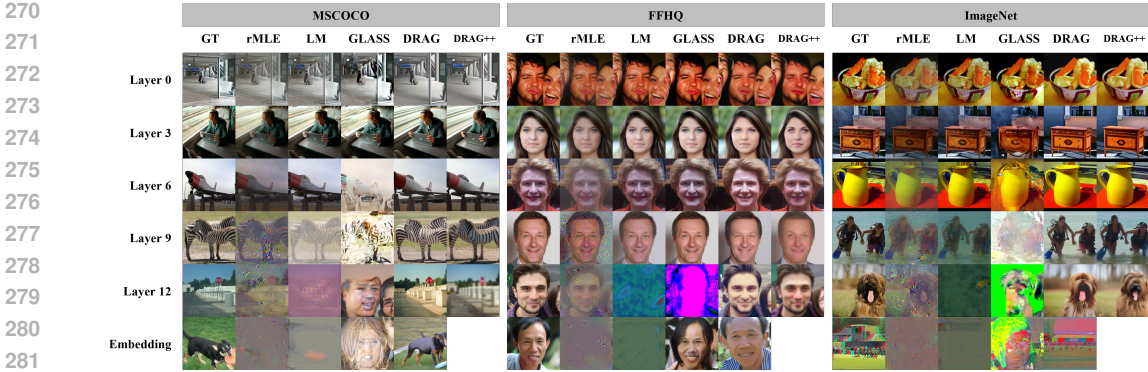 270
MSCOCO FFHQ ImageNet
271
GT rMLE LM GLASS DRAG DRAG++ GT rMLE LM GLASS DRAG DRAG++ GT rMLE LM GLASS DRAG DRAG++
272
Layer 0
273
274
Layer 3
275
276
Layer 6
277
Layer 9
278
279
Layer 12
280
Embedding
281